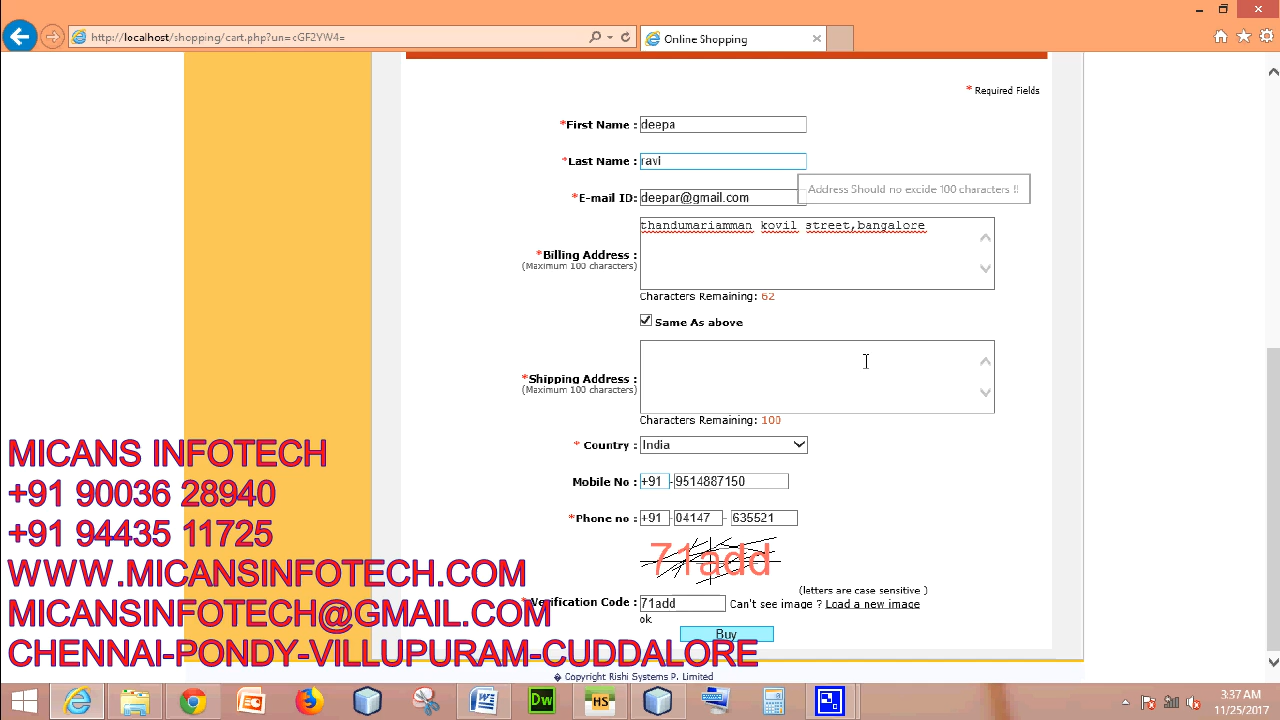 http://localhost/shopping/cart.php?un=cGF2YW4=
Online Shopping
* Required Fields
*First Name : deepa
*Last Name : ravi
Address Should no excide 100 characters !!
*E-mail ID: deepar@gmail.com
thandumariamman kovil street,bangalore
*Billing Address :
(Maximum 100 characters)
Characters Remaining: 62
Same As above
*Shipping Address :
(Maximum 100 characters)
Characters Remaining: 100
* Country : India
Mobile No : +91 -9514887150
*Phone no : +91 - 04147 - 635521
71add
(letters are case sensitive )
*Verification Code : 71add Can't see image ? Load a new image
ok
Buy
� Copyright Rishi Systems P. Limited
MICANS INFOTECH
+91 90036 28940
+91 94435 11725
WWW.MICANSINFOTECH.COM
MICANSINFOTECH@GMAIL.COM
CHENNAI-PONDY-VILLUPURAM-CUDDALORE
Dw
HS
3:37 AM
11/25/2017